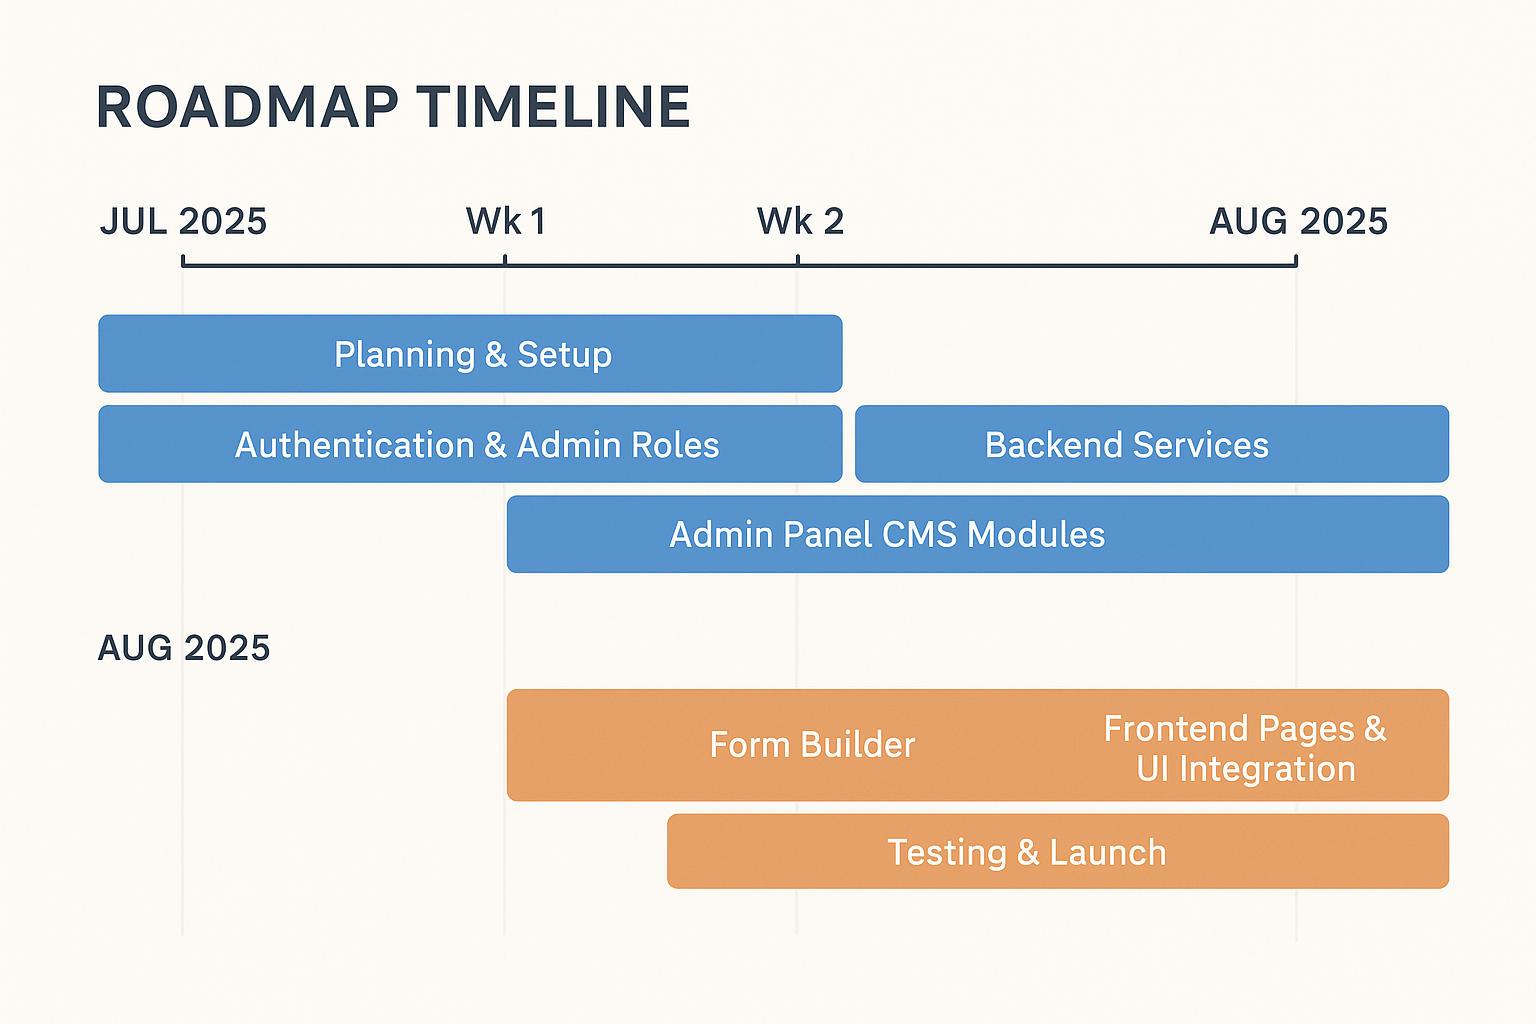 ROADMAP TIMELINE
JUL 2025
Wk 1
Wk 2
AUG 2025
Planning & Setup
Authentication & Admin Roles
Backend Services
Admin Panel CMS Modules
AUG 2025
Form Builder
Frontend Pages &
UI Integration
Testing & Launch